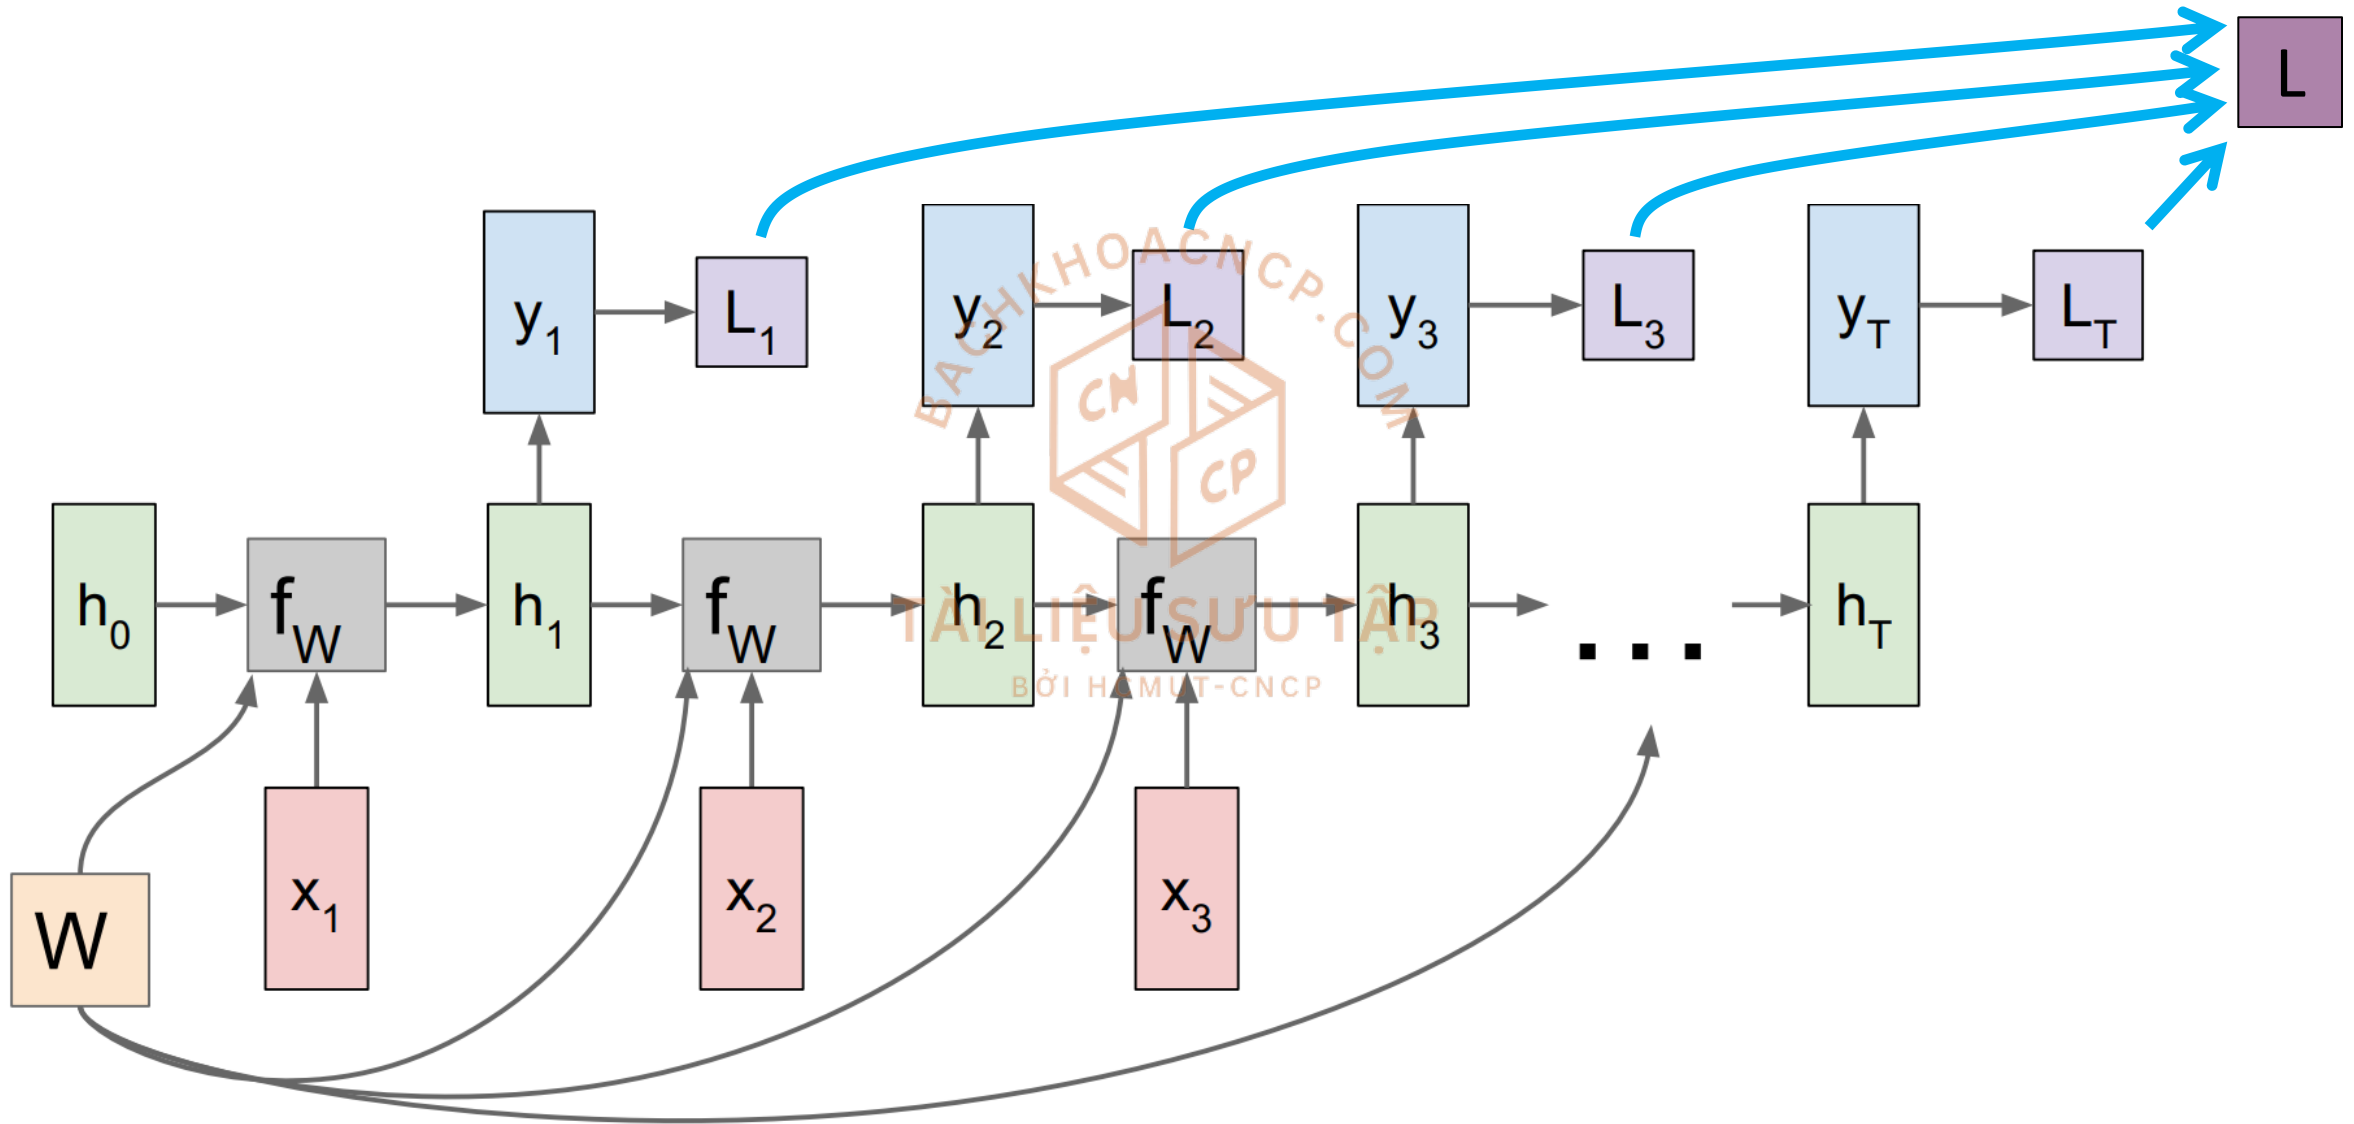 L
y1 L1 y2 L2 y3 L3 yT LT
BACHKHOACNCP.COM
CN
CP
h0 fW h1 fW h2 fW h3 ... hT
TÀI LIỆU SƯU TẬP
BỞI HCMUT-CNCP
W x1 x2 x3